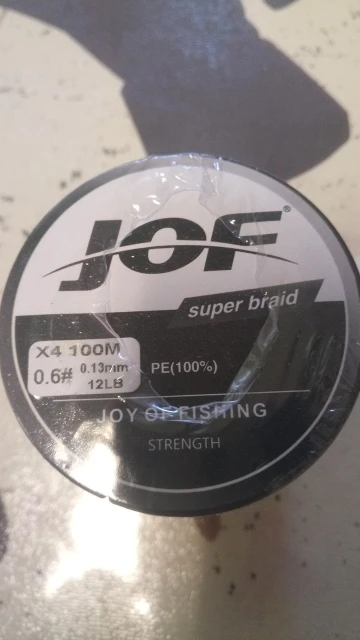 JOF®
super braid
X4 100M
0.6# 0.13mm
12LB
PE(100%)
JOY OF FISHING
STRENGTH